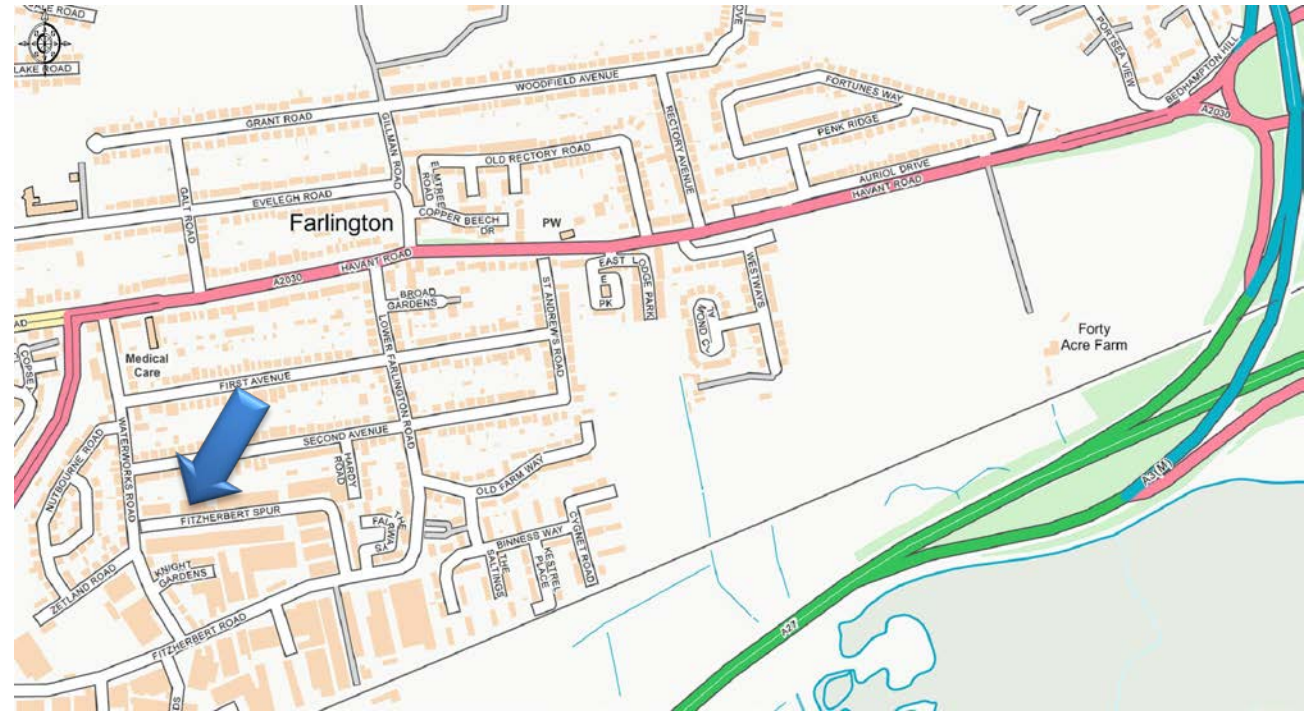 LAKE ROAD
GRANT ROAD
WOODFIELD AVENUE
PORTSEA VIEW
BEDHAMPTON HILL
A2030
FORTUNES WAY
PENK RIDGE
RECTORY AVENUE
GILLMAN ROAD
OLD RECTORY ROAD
ELMTREE
ROAD
AURIOL DRIVE
HAVANT ROAD
GALT ROAD
EVELEGH ROAD
COPPER BEECH
DR
Farlington
PW
HAVANT ROAD
A2030
EAST LODGE PARK
E
PK
WESTWAYS
BROAD
GARDENS
ST ANDREW'S ROAD
LOWER FARLINGTON ROAD
Medical
Care
Forty
Acre Farm
FIRST AVENUE
WATERWORKS ROAD
NUTBOURNE ROAD
SECOND AVENUE
HARDY
ROAD
OLD FARM WAY
A3(M)
FITZHERBERT SPUR
THE
BINNESS WAY
CYGNET ROAD
THE
SALTINGS
KESTREL
PLACE
KNIGHT
GARDENS
ZETLAND ROAD
FITZHERBERT ROAD
A27